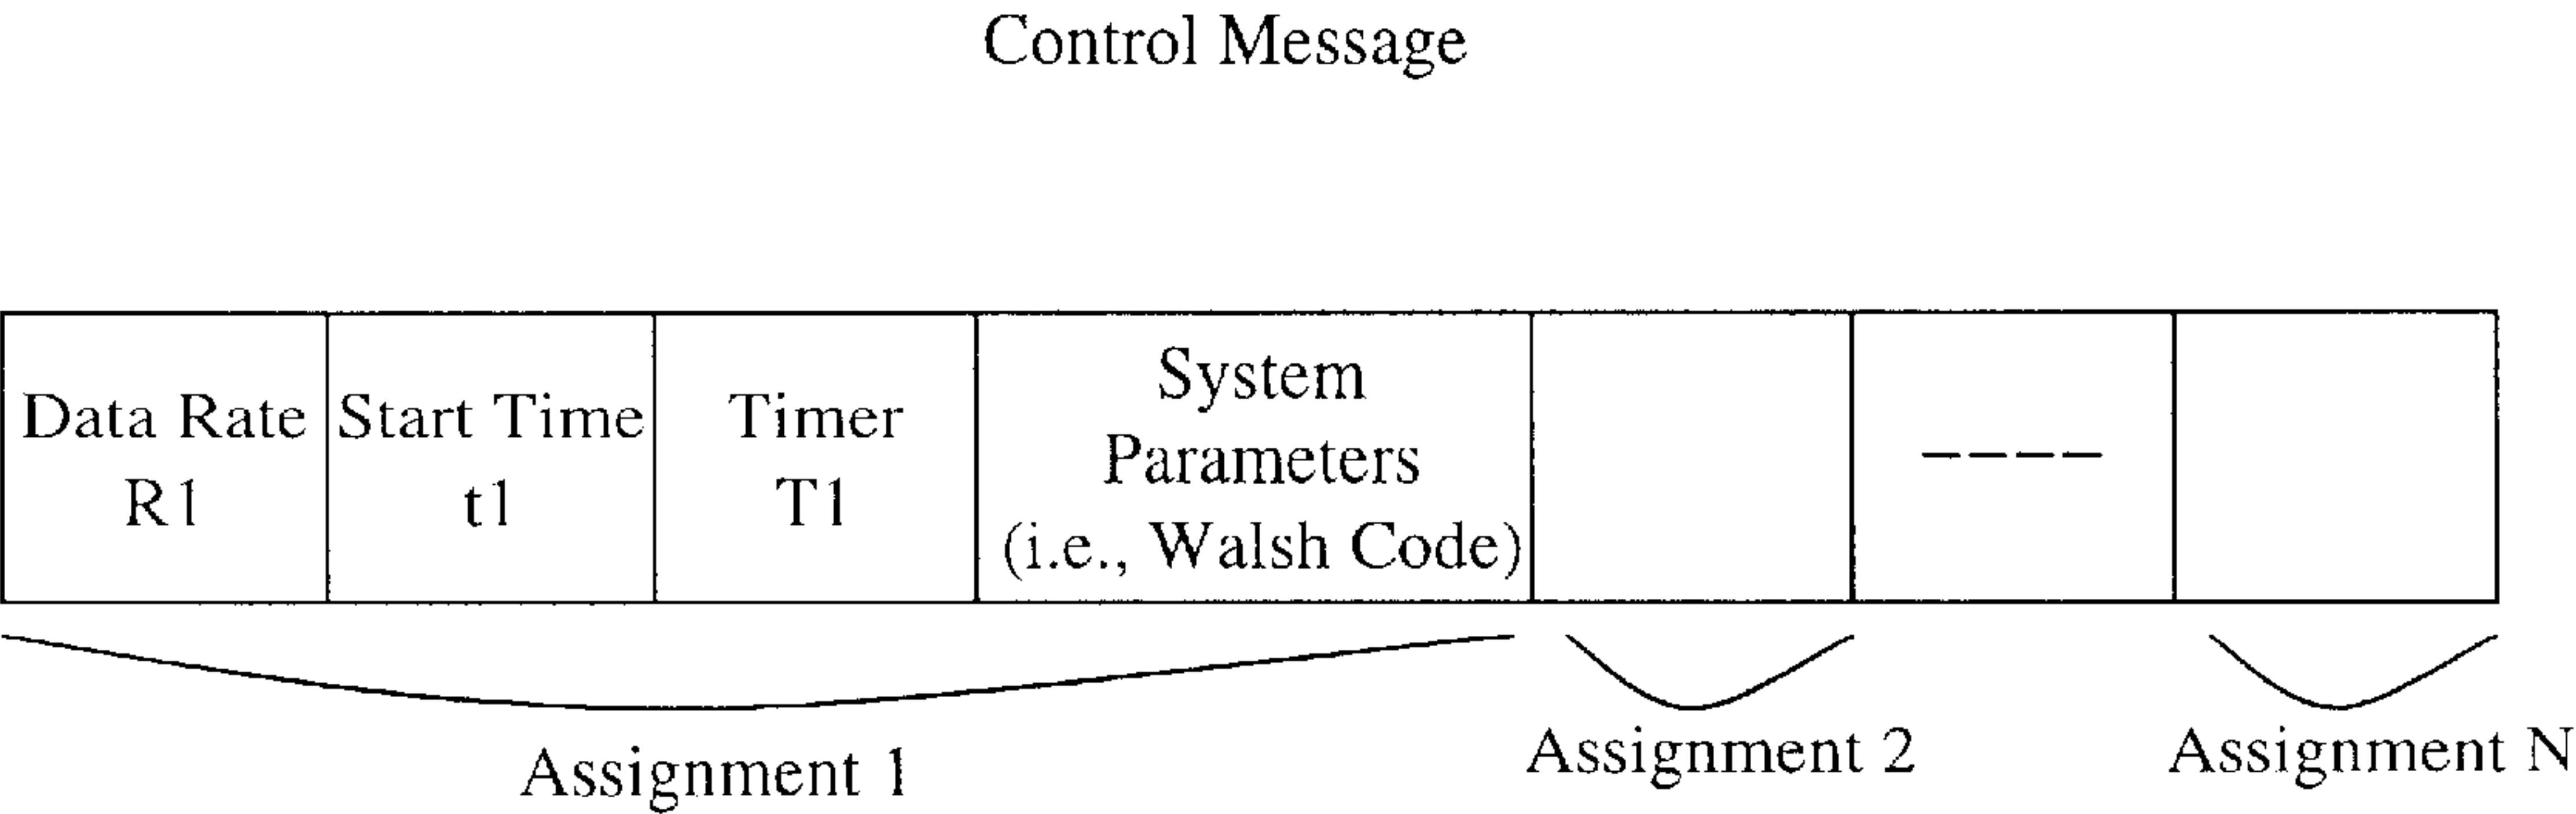 Control Message
Data Rate
R1
Start Time
t1
Timer
T1
System
Parameters
(i.e., Walsh Code)
Assignment 1
Assignment 2
Assignment N